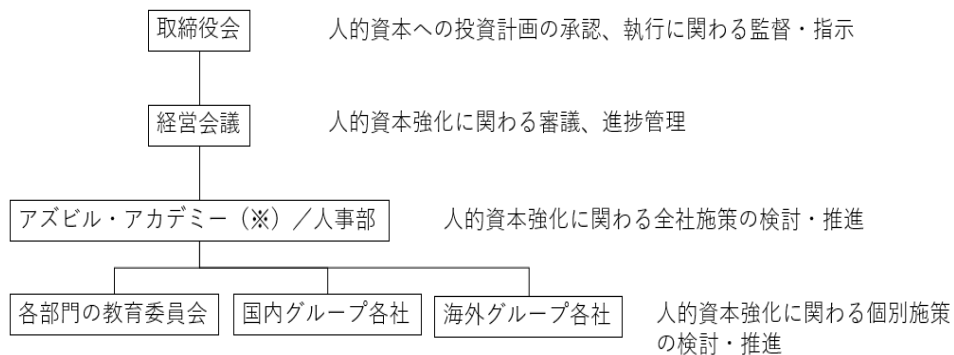 取締役会
人的資本への投資計画の承認、執行に関わる監督・指示
経営会議
人的資本強化に関わる審議、進捗管理
アズビル・アカデミー（※）／人事部
人的資本強化に関わる全社施策の検討・推進
各部門の教育委員会
国内グループ各社
海外グループ各社
人的資本強化に関わる個別施策
の検討・推進